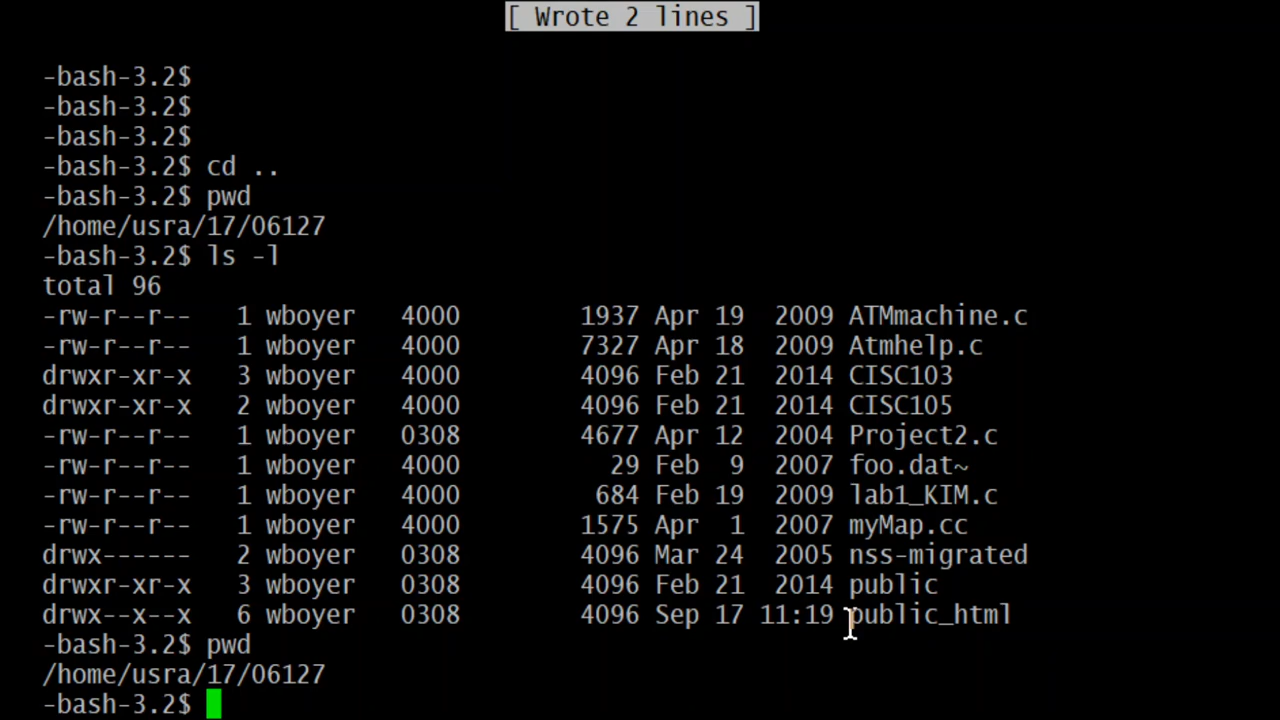 [ Wrote 2 lines ]
-bash-3.2$
-bash-3.2$
-bash-3.2$
-bash-3.2$ cd ..
-bash-3.2$ pwd
/home/usra/17/06127
-bash-3.2$ ls -l
total 96
-rw-r--r-- 1 wboyer 4000 1937 Apr 19 2009 ATMmachine.c
-rw-r--r-- 1 wboyer 4000 7327 Apr 18 2009 Atmhelp.c
drwxr-xr-x 3 wboyer 4000 4096 Feb 21 2014 CISC103
drwxr-xr-x 2 wboyer 4000 4096 Feb 21 2014 CISC105
-rw-r--r-- 1 wboyer 0308 4677 Apr 12 2004 Project2.c
-rw-r--r-- 1 wboyer 4000 29 Feb 9 2007 foo.dat~
-rw-r--r-- 1 wboyer 4000 684 Feb 19 2009 lab1_KIM.c
-rw-r--r-- 1 wboyer 4000 1575 Apr 1 2007 myMap.cc
drwx------ 2 wboyer 0308 4096 Mar 24 2005 nss-migrated
drwxr-xr-x 3 wboyer 0308 4096 Feb 21 2014 public
drwx--x--x 6 wboyer 0308 4096 Sep 17 11:19 public_html
-bash-3.2$ pwd
/home/usra/17/06127
-bash-3.2$